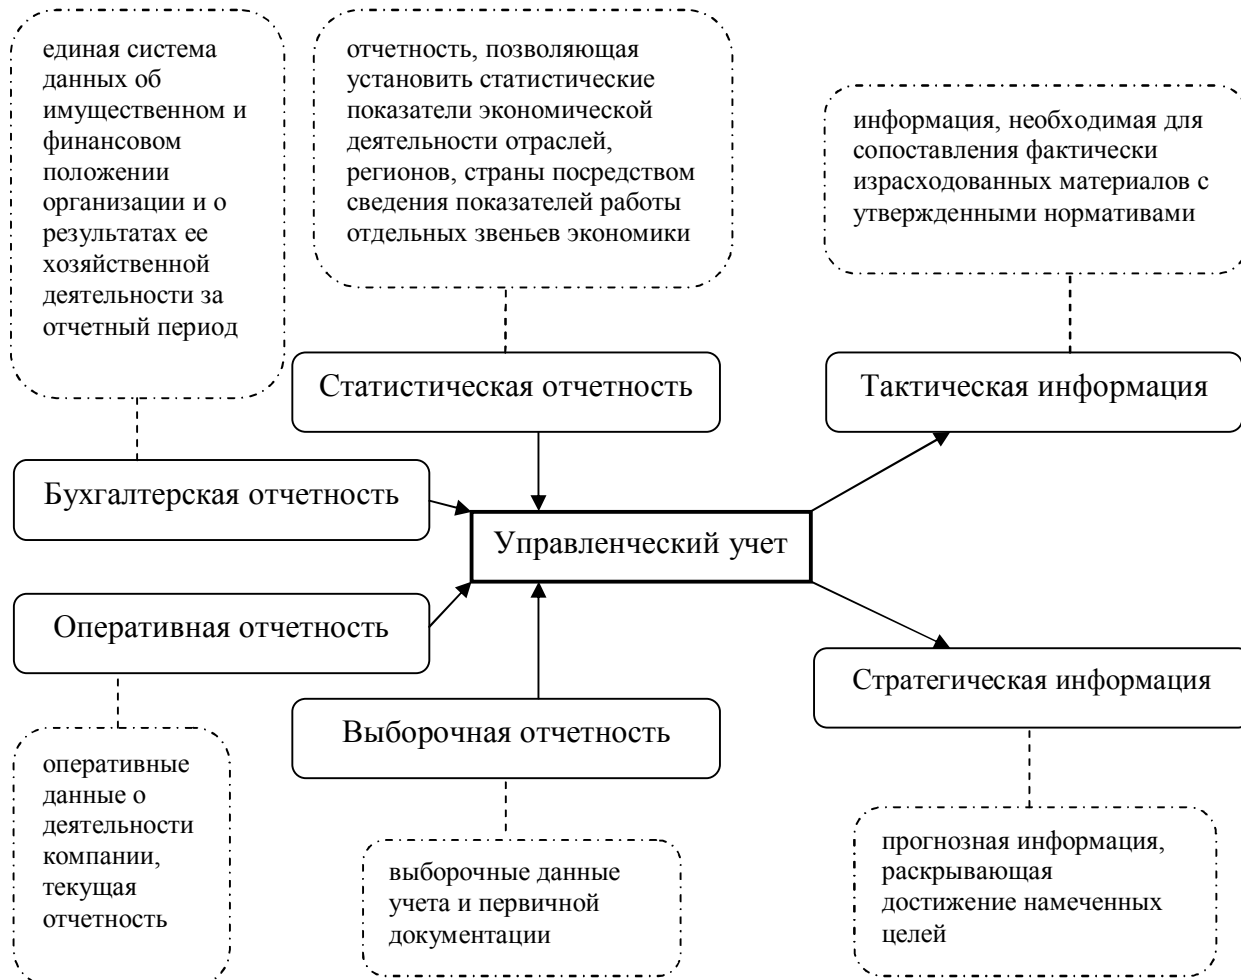 единая система
данных об
имущественном и
финансовом
положении
организации и о
результатах ее
хозяйственной
деятельности за
отчетный период
отчетность, позволяющая
установить статистические
показатели экономической
деятельности отраслей,
регионов, страны посредством
сведения показателей работы
отдельных звеньев экономики
информация, необходимая для
сопоставления фактически
израсходованных материалов с
утвержденными нормативами
Статистическая отчетность
Тактическая информация
Бухгалтерская отчетность
Управленческий учет
Оперативная отчетность
Стратегическая информация
Выборочная отчетность
оперативные
данные о
деятельности
компании,
текущая
отчетность
выборочные данные
учета и первичной
документации
прогнозная информация,
раскрывающая
достижение намеченных
целей